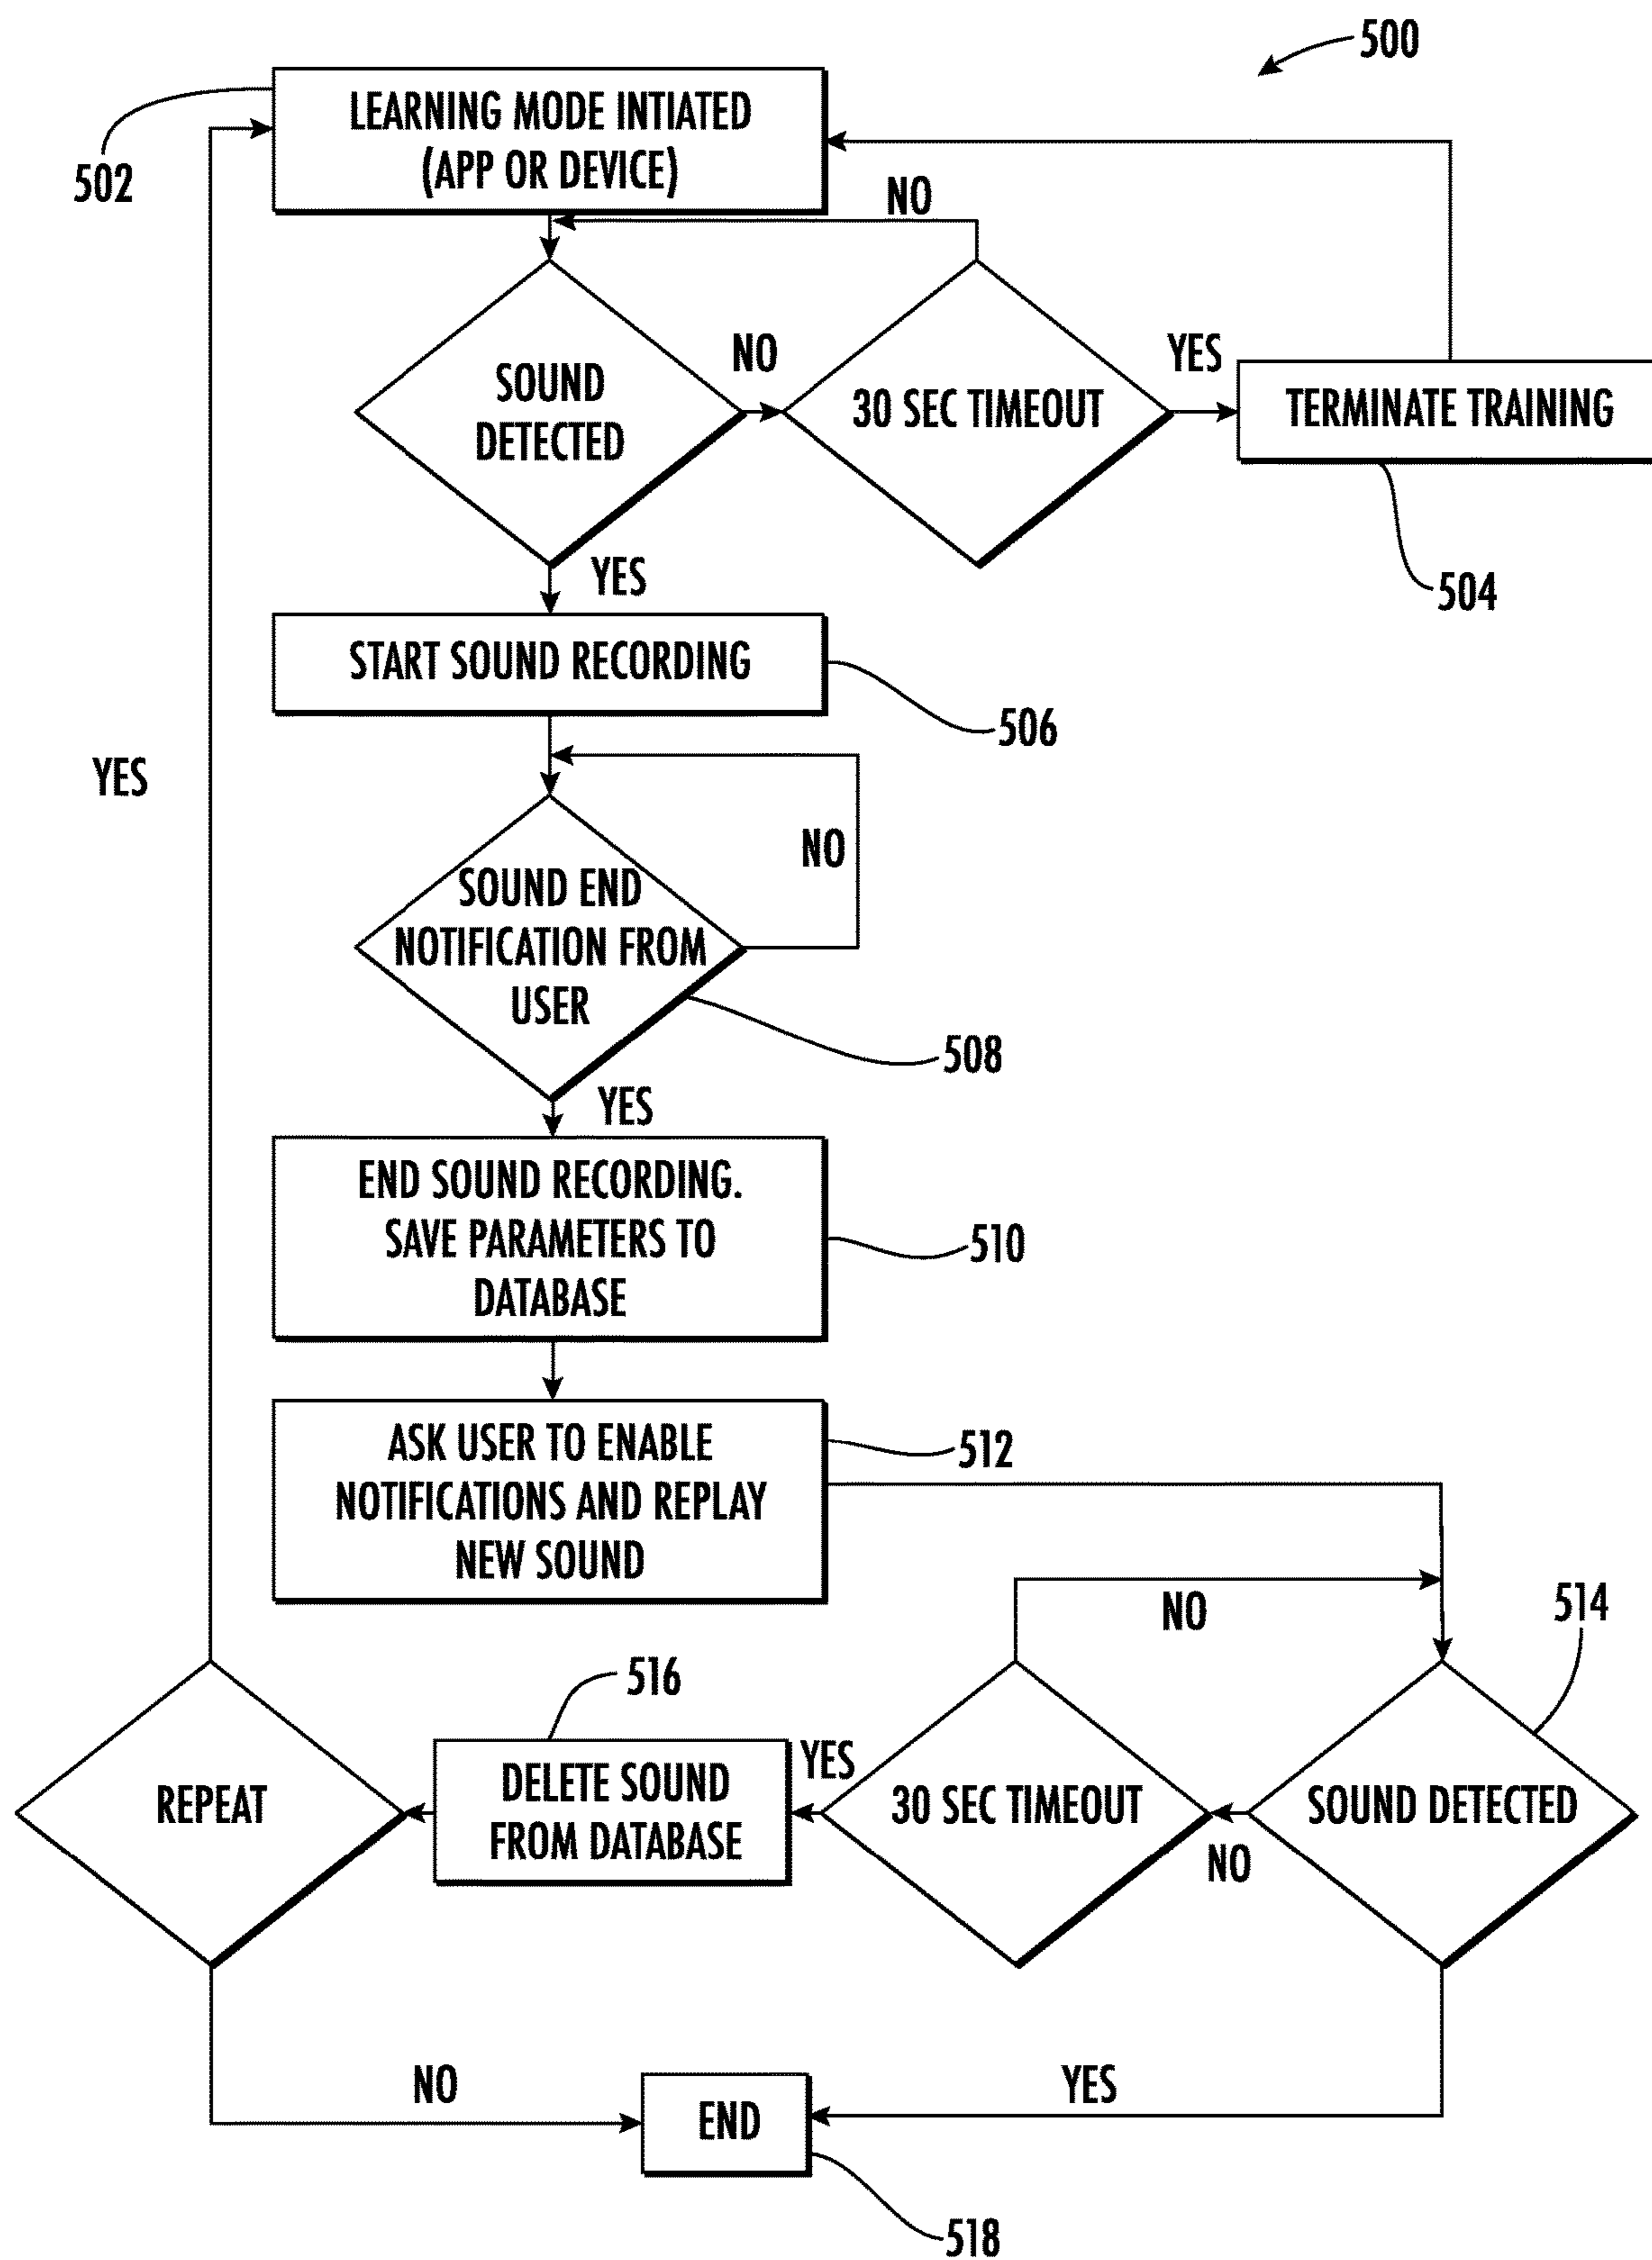 500
LEARNING MODE INTIATED
(APP OR DEVICE)
502
NO
SOUND
DETECTED
NO
30 SEC TIMEOUT
YES
TERMINATE TRAINING
504
YES
START SOUND RECORDING
506
YES
NO
SOUND END
NOTIFICATION FROM
USER
508
YES
END SOUND RECORDING.
SAVE PARAMETERS TO
DATABASE
510
ASK USER TO ENABLE
NOTIFICATIONS AND REPLAY
NEW SOUND
512
NO
514
516
REPEAT
DELETE SOUND
FROM DATABASE
YES
30 SEC TIMEOUT
NO
SOUND DETECTED
NO
YES
END
518